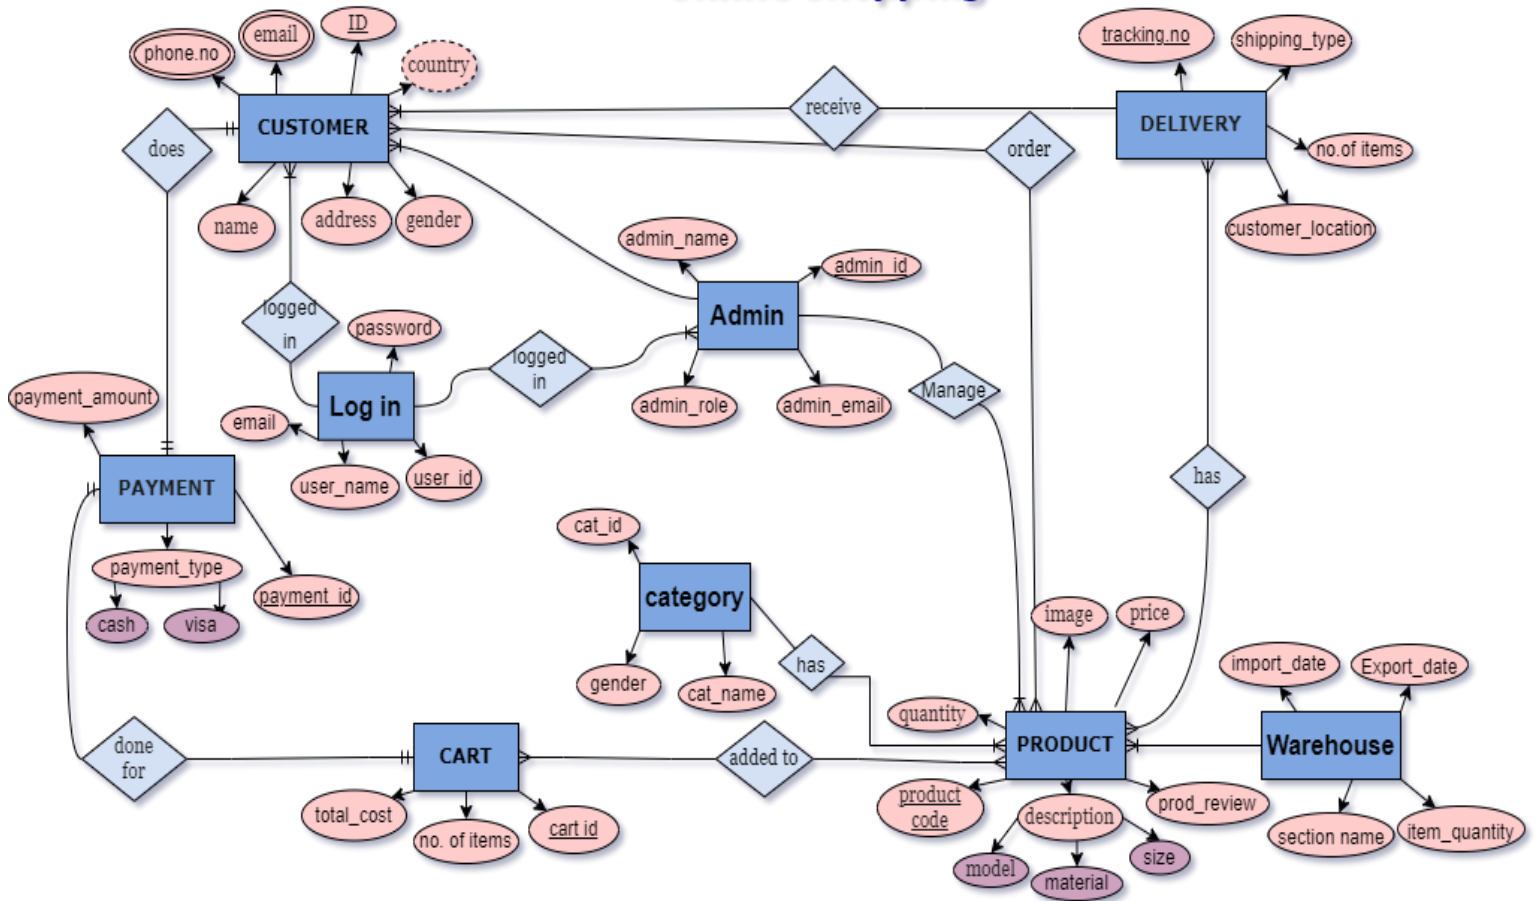 ID
email
phone.no
country
CUSTOMER
does
name
address
gender
receive
order
tracking.no
shipping_type
DELIVERY
no.of items
customer_location
admin_name
admin_id
Admin
admin_role
admin_email
logged
in
password
Log in
email
user_name
user_id
logged
in
Manage
has
payment_amount
PAYMENT
payment_type
cash
visa
payment_id
cat_id
category
gender
cat_name
has
image
price
quantity
PRODUCT
product
code
description
prod_review
model
material
size
import_date
Export_date
Warehouse
section name
item_quantity
done
for
CART
added to
total_cost
no. of items
cart id